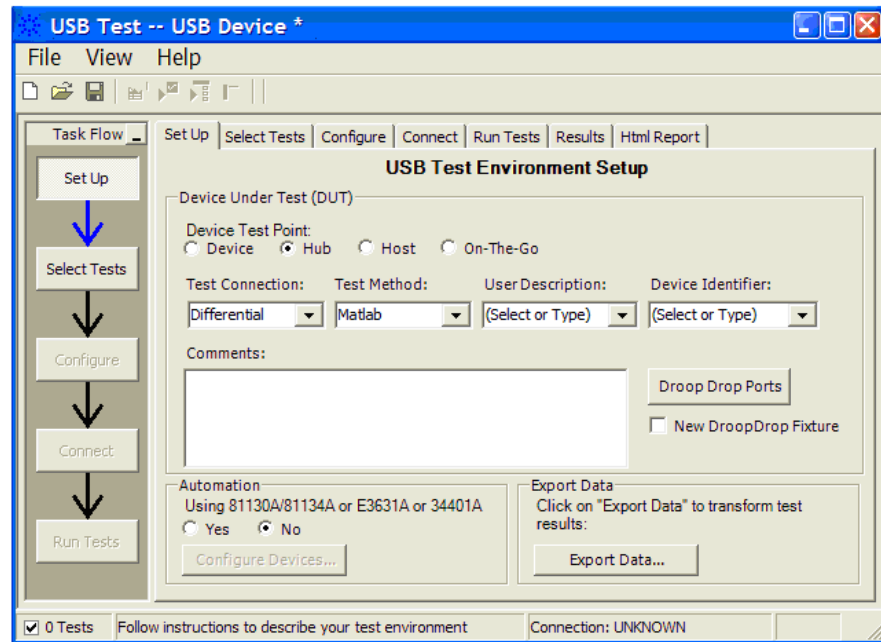 USB Test -- USB Device *
File View Help
Task Flow
Set Up
Select Tests
Configure
Connect
Run Tests
Set Up Select Tests Configure Connect Run Tests Results Html Report
USB Test Environment Setup
Device Under Test (DUT)
Device Test Point:
Device Hub Host On-The-Go
Test Connection: Test Method: User Description: Device Identifier:
Differential Matlab (Select or Type) (Select or Type)
Comments:
Droop Drop Ports
New DroopDrop Fixture
Automation
Using 81130A/81134A or E3631A or 34401A
Yes No
Configure Devices...
Export Data
Click on "Export Data" to transform test
results:
Export Data...
0 Tests Follow instructions to describe your test environment Connection: UNKNOWN